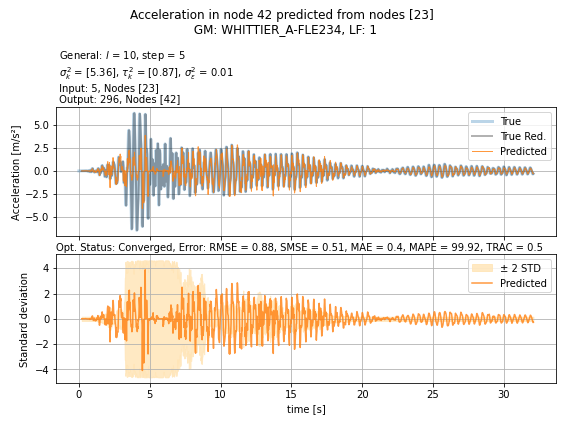 Acceleration in node 42 predicted from nodes [23]
GM: WHITTIER_A-FLE234, LF: 1
General: l = 10, step = 5
σ²ₖ = [5.36], τ²ₖ = [0.87], σ²ε = 0.01
Input: 5, Nodes [23]
Output: 296, Nodes [42]
Acceleration [m/s²]
5.0
2.5
0.0
−2.5
−5.0
True
True Red.
Predicted
Opt. Status: Converged, Error: RMSE = 0.88, SMSE = 0.51, MAE = 0.4, MAPE = 99.92, TRAC = 0.5
Standard deviation
4
2
0
−2
−4
± 2 STD
Predicted
0 5 10 15 20 25 30
time [s]